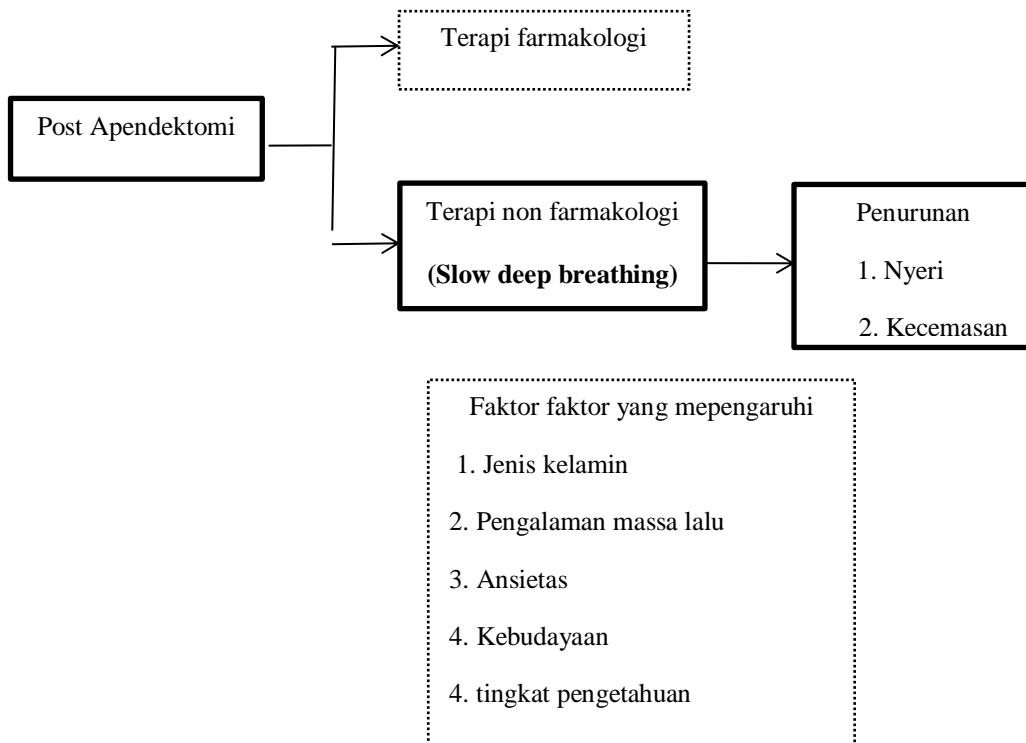 Terapi farmakologi
Post Apendektomi
Terapi non farmakologi
(Slow deep breathing)
Penurunan
1. Nyeri
2. Kecemasan
Faktor faktor yang mepengaruhi
1. Jenis kelamin
2. Pengalaman massa lalu
3. Ansietas
4. Kebudayaan
4. tingkat pengetahuan